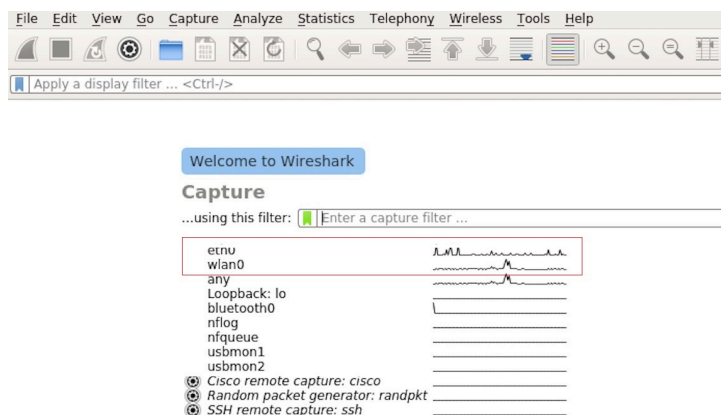 File Edit View Go Capture Analyze Statistics Telephony Wireless Tools Help
Apply a display filter ... <Ctrl-/>
Welcome to Wireshark
Capture
...using this filter: Enter a capture filter ...
eth0
wlan0
any
Loopback: lo
bluetooth0
nflog
nfqueue
usbmon1
usbmon2
Cisco remote capture: cisco
Random packet generator: randpkt
SSH remote capture: ssh